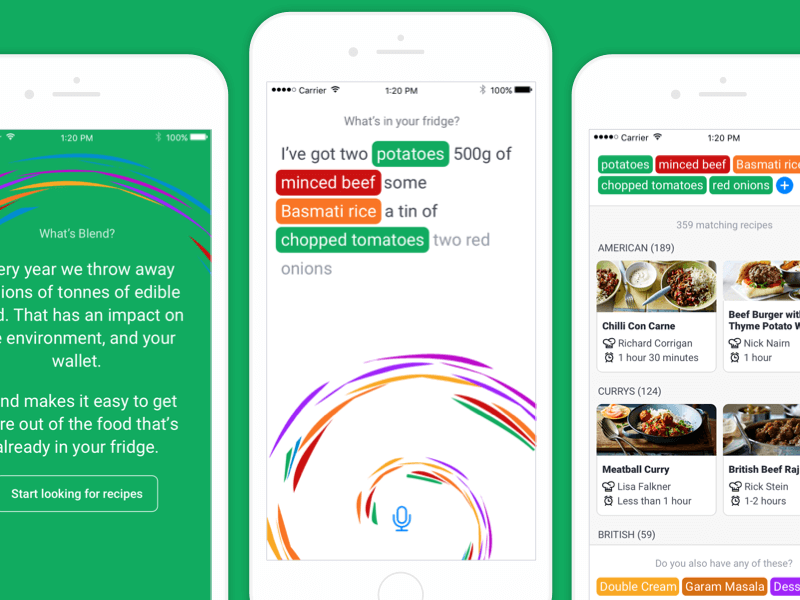 1:20 PM
100%
What's Blend?
ery year we throw away
ions of tonnes of edible
d. That has an impact on
e environment, and your
wallet.
nd makes it easy to get
re out of the food that's
already in your fridge.
Start looking for recipes
Carrier
1:20 PM
100%
What's in your fridge?
I've got two potatoes 500g of
minced beef some
Basmati rice a tin of
chopped tomatoes two red
onions
Carrier
1:20 PM
potatoes minced beef Basmati rice
chopped tomatoes red onions +
359 matching recipes
AMERICAN (189)
Chilli Con Carne
Richard Corrigan
1 hour 30 minutes
Beef Burger with
Thyme Potato W
Nick Nairn
1 hour
CURRYS (124)
Meatball Curry
Lisa Falkner
Less than 1 hour
British Beef Raj
Rick Stein
1-2 hours
BRITISH (59)
Do you also have any of these?
Double Cream Garam Masala Dess